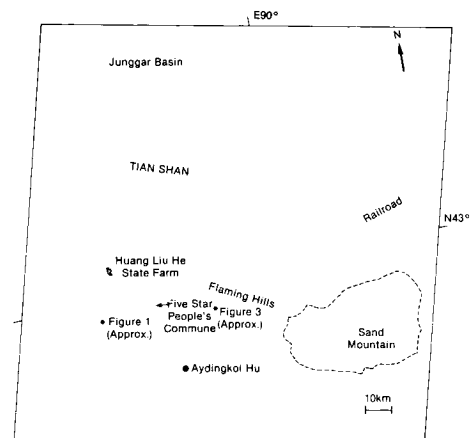 E90°
N
Junggar Basin
TIAN SHAN
Railroad
N43°
Huang Liu He
State Farm
Flaming Hills
Five Star
People's
Commune
Figure 3
(Approx.)
Figure 1
(Approx.)
Sand
Mountain
Aydingkol Hu
10km